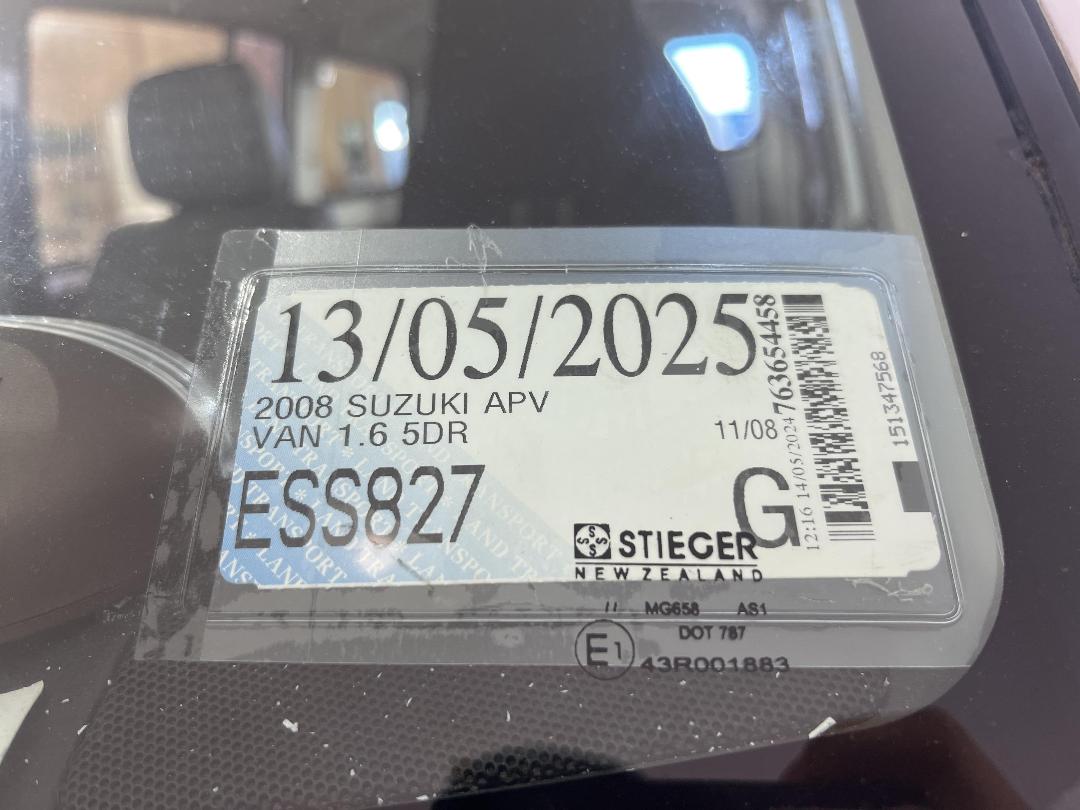 13/05/2025
2008 SUZUKI APV
VAN 1.6 5DR
11/08
ESS827
G
763654458
12:16 14/05/2024
151347568
STIEGER
NEW ZEALAND
// MG658 AS1
DOT 787
E1 43R001883